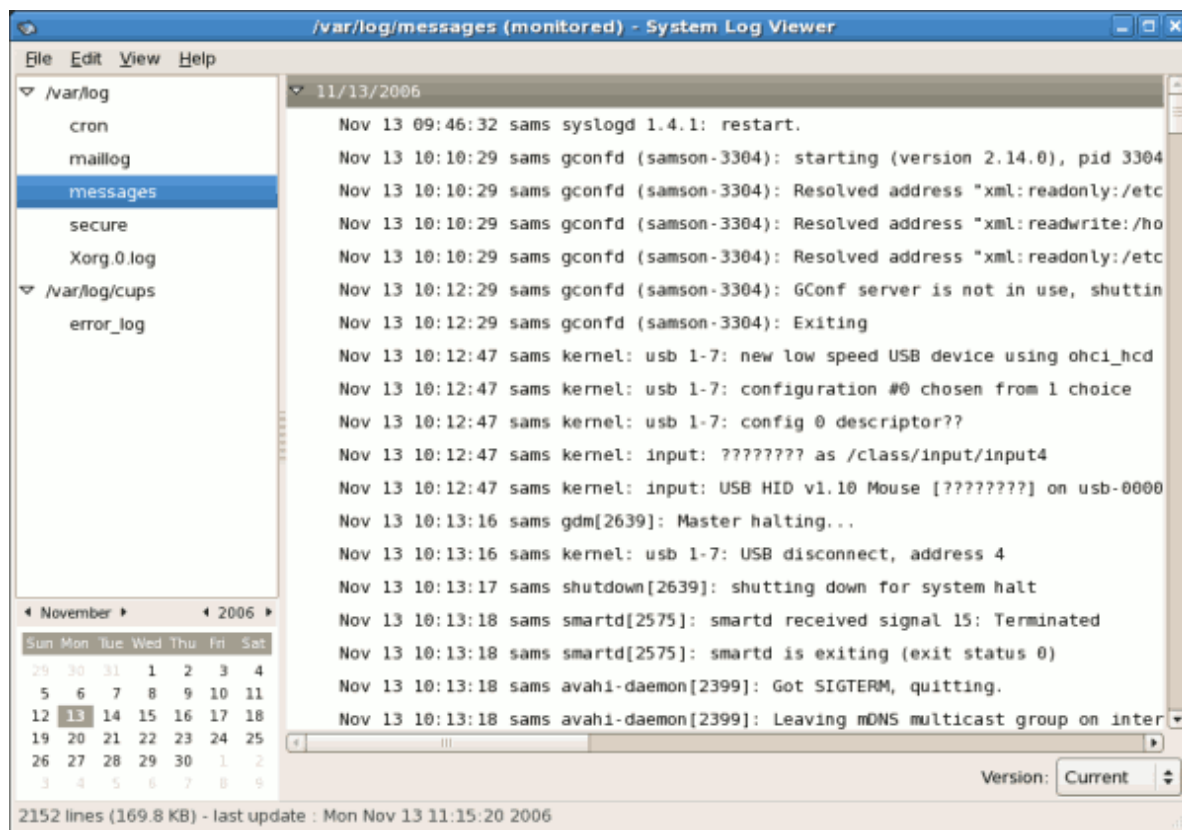 /var/log/messages (monitored) - System Log Viewer
File Edit View Help
/var/log
cron
maillog
messages
secure
Xorg.0.log
/var/log/cups
error_log
11/13/2006
Nov 13 09:46:32 sams syslogd 1.4.1: restart.
Nov 13 10:10:29 sams gconfd (samson-3304): starting (version 2.14.0), pid 3304
Nov 13 10:10:29 sams gconfd (samson-3304): Resolved address "xml:readonly:/etc
Nov 13 10:10:29 sams gconfd (samson-3304): Resolved address "xml:readwrite:/ho
Nov 13 10:10:29 sams gconfd (samson-3304): Resolved address "xml:readonly:/etc
Nov 13 10:12:29 sams gconfd (samson-3304): GConf server is not in use, shuttin
Nov 13 10:12:29 sams gconfd (samson-3304): Exiting
Nov 13 10:12:47 sams kernel: usb 1-7: new low speed USB device using ohci_hcd
Nov 13 10:12:47 sams kernel: usb 1-7: configuration #0 chosen from 1 choice
Nov 13 10:12:47 sams kernel: usb 1-7: config 0 descriptor??
Nov 13 10:12:47 sams kernel: input: ???????? as /class/input/input4
Nov 13 10:12:47 sams kernel: input: USB HID v1.10 Mouse [????????] on usb-0000
Nov 13 10:13:16 sams gdm[2639]: Master halting...
Nov 13 10:13:16 sams kernel: usb 1-7: USB disconnect, address 4
Nov 13 10:13:17 sams shutdown[2639]: shutting down for system halt
Nov 13 10:13:18 sams smartd[2575]: smartd received signal 15: Terminated
Nov 13 10:13:18 sams smartd[2575]: smartd is exiting (exit status 0)
Nov 13 10:13:18 sams avahi-daemon[2399]: Got SIGTERM, quitting.
Nov 13 10:13:18 sams avahi-daemon[2399]: Leaving mDNS multicast group on inter
November 2006
Sun Mon Tue Wed Thu Fri Sat
29 30 31 1 2 3 4
5 6 7 8 9 10 11
12 13 14 15 16 17 18
19 20 21 22 23 24 25
26 27 28 29 30 1 2
3 4 5 6 7 8 9
Version: Current
2152 lines (169.8 KB) - last update : Mon Nov 13 11:15:20 2006